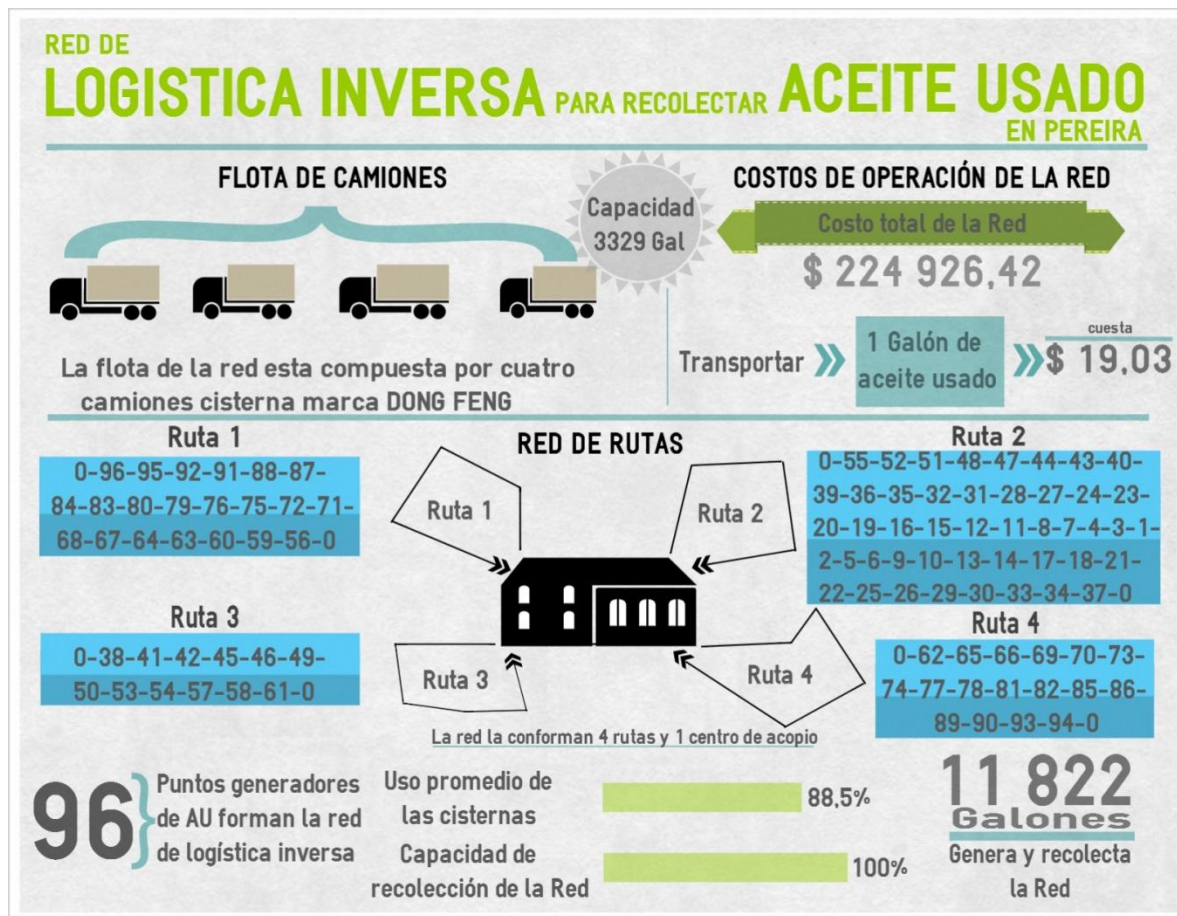 RED DE
LOGISTICA INVERSA PARA RECOLECTAR ACEITE USADO
EN PEREIRA
FLOTA DE CAMIONES
Capacidad
3329 Gal
La flota de la red esta compuesta por cuatro
camiones cisterna marca DONG FENG
COSTOS DE OPERACIÓN DE LA RED
Costo total de la Red
$ 224 926,42
Transportar
1 Galón de
aceite usado
cuesta
$ 19,03
RED DE RUTAS
Ruta 1
0-96-95-92-91-88-87-
84-83-80-79-76-75-72-71-
68-67-64-63-60-59-56-0
Ruta 2
0-55-52-51-48-47-44-43-40-
39-36-35-32-31-28-27-24-23-
20-19-16-15-12-11-8-7-4-3-1-
2-5-6-9-10-13-14-17-18-21-
22-25-26-29-30-33-34-37-0
Ruta 1
Ruta 2
Ruta 3
Ruta 4
Ruta 3
0-38-41-42-45-46-49-
50-53-54-57-58-61-0
Ruta 4
0-62-65-66-69-70-73-
74-77-78-81-82-85-86-
89-90-93-94-0
La red la conforman 4 rutas y 1 centro de acopio
96
Puntos generadores
de AU forman la red
de logística inversa
Uso promedio de
las cisternas
88,5%
Capacidad de
recolección de la Red
100%
11 822
Galones
Genera y recolecta
la Red